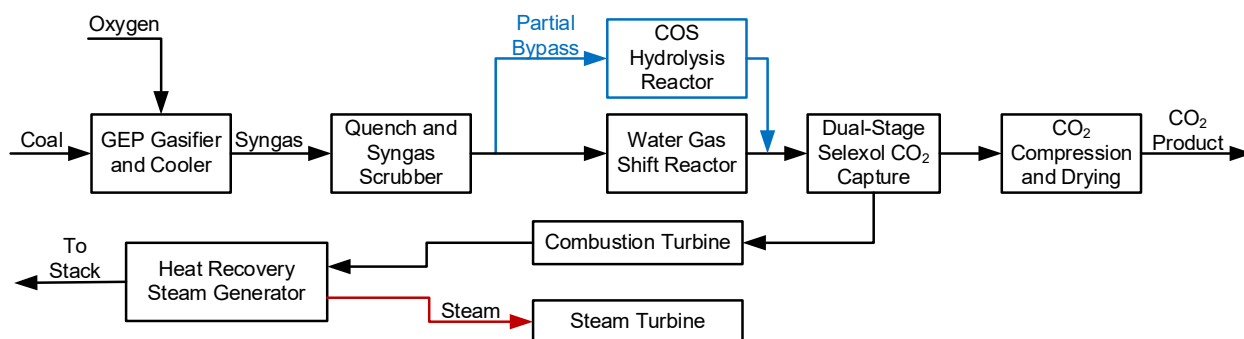 Oxygen
Partial
Bypass
COS
Hydrolysis
Reactor
Coal
GEP Gasifier
and Cooler
Syngas
Quench and
Syngas
Scrubber
Water Gas
Shift Reactor
Dual-Stage
Selexol CO₂
Capture
CO₂
Compression
and Drying
CO₂
Product
To
Stack
Heat Recovery
Steam Generator
Combustion Turbine
Steam
Steam Turbine